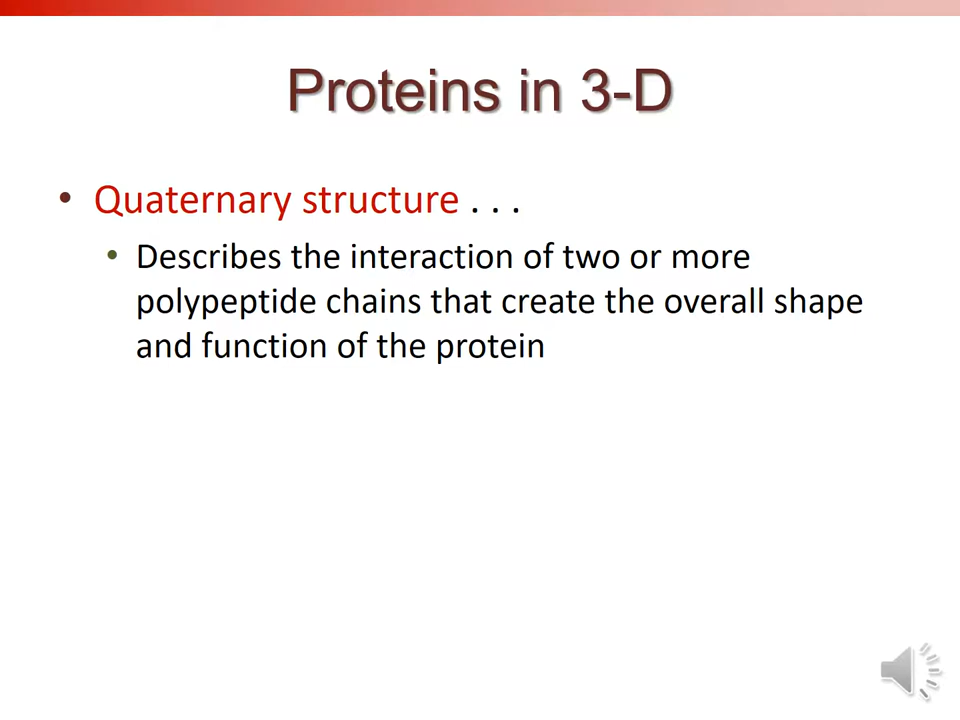 Proteins in 3-D
• Quaternary structure . . .
• Describes the interaction of two or more
polypeptide chains that create the overall shape
and function of the protein